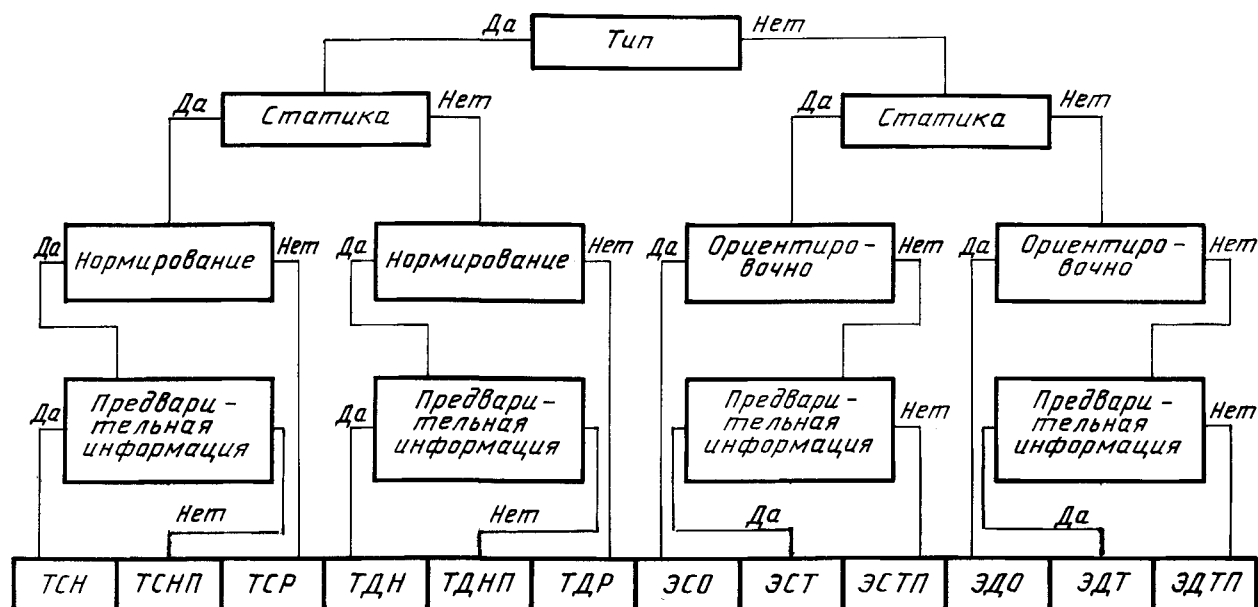 Да
Тип
Нет
Да
Статика
Нет
Да
Статика
Нет
Да
Нормирование
Нет
Да
Нормирование
Нет
Да
Ориентиро-
вочно
Нет
Да
Ориентиро-
вочно
Нет
Да
Предвари-
тельная
информация
Да
Предвари-
тельная
информация
Предвари-
тельная
информация
Нет
Предвари-
тельная
информация
Нет
Нет
Нет
Да
Да
ТСН
ТСНП
ТСР
ТДН
ТДНП
ТДР
ЭСО
ЭСТ
ЭСТП
ЭДО
ЭДТ
ЭДТП